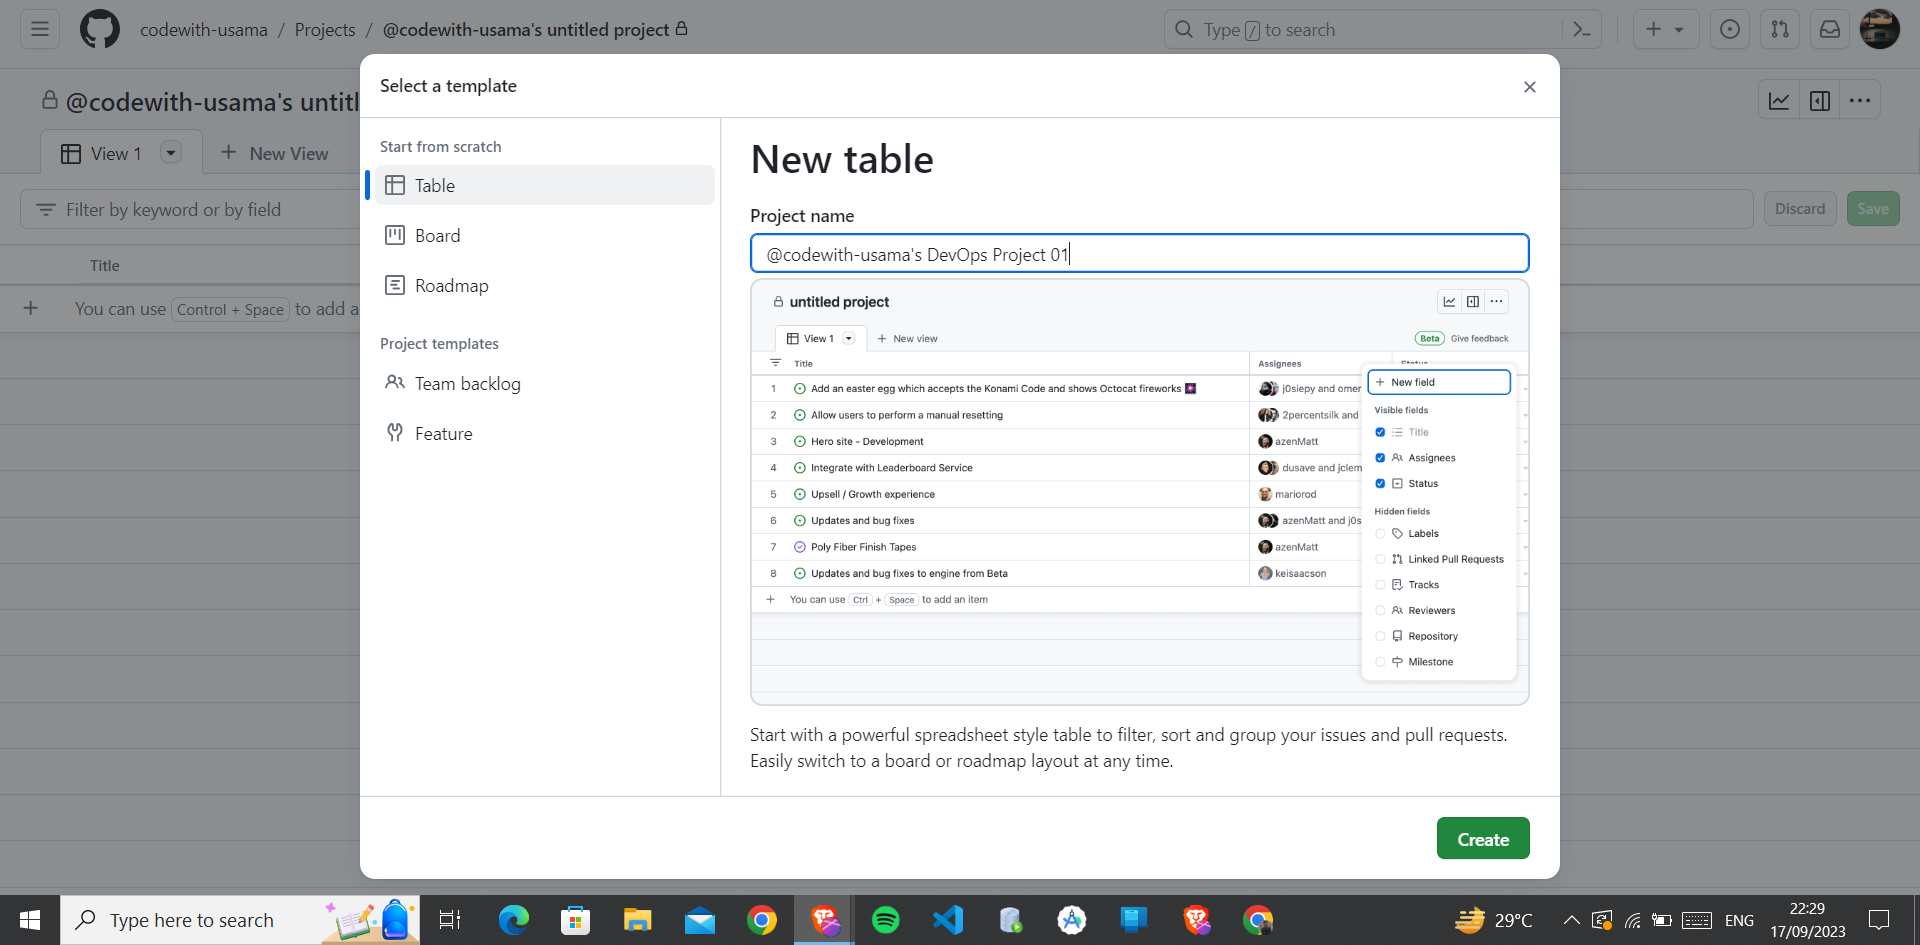 codewith-usama / Projects / @codewith-usama's untitled project
Type / to search
@codewith-usama's untitl
View 1
New View
Filter by keyword or by field
Discard
Save
Title
You can use Control + Space to add a
Select a template
Start from scratch
Table
Board
Roadmap
Project templates
Team backlog
Feature
New table
Project name
@codewith-usama's DevOps Project 01
untitled project
View 1
New view
Beta Give feedback
Title
Assignees
Status
1 Add an easter egg which accepts the Konami Code and shows Octocat fireworks
j0siepy and omer
2 Allow users to perform a manual resetting
2percentsilk and
3 Hero site - Development
azenMatt
4 Integrate with Leaderboard Service
dusave and jclem
5 Upsell / Growth experience
mariorod
6 Updates and bug fixes
azenMatt and j0s
7 Poly Fiber Finish Tapes
azenMatt
8 Updates and bug fixes to engine from Beta
keisaacson
You can use Ctrl + Space to add an item
New field
Visible fields
Title
Assignees
Status
Hidden fields
Labels
Linked Pull Requests
Tracks
Reviewers
Repository
Milestone
Start with a powerful spreadsheet style table to filter, sort and group your issues and pull requests.
Easily switch to a board or roadmap layout at any time.
Create
Type here to search
29°C
ENG
22:29
17/09/2023